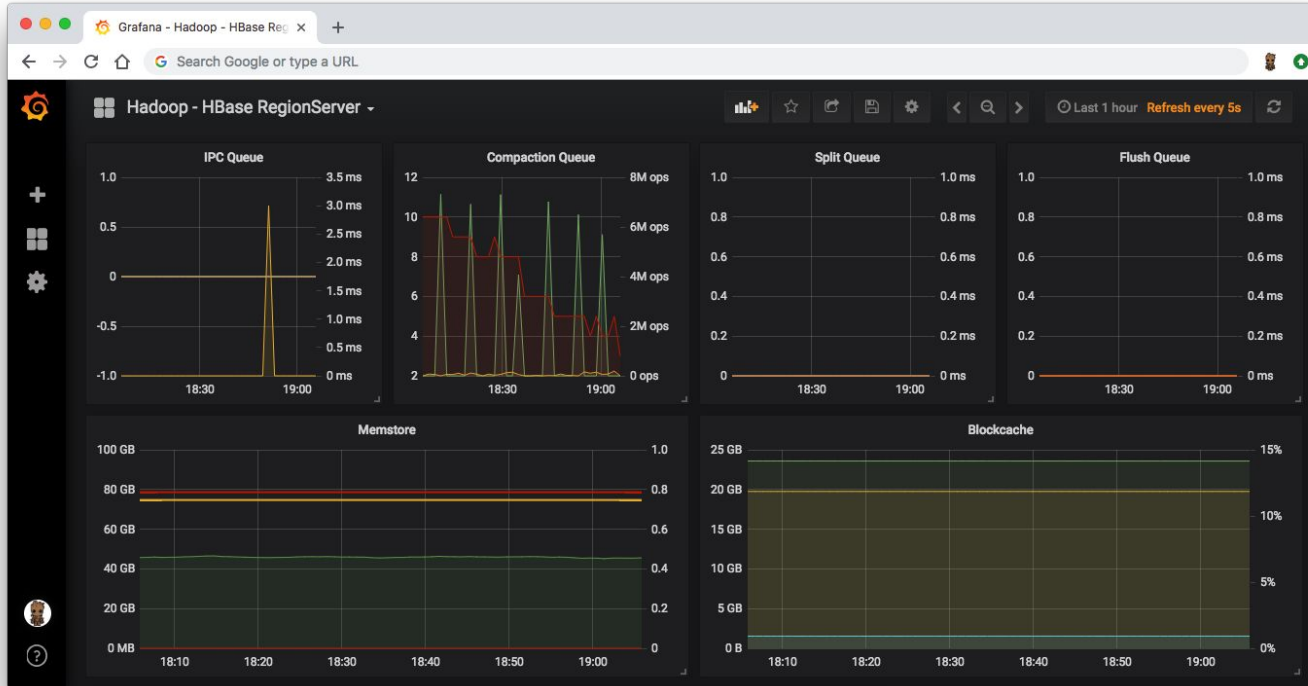 Grafana - Hadoop - HBase Reg
Search Google or type a URL
Hadoop - HBase RegionServer
Last 1 hour Refresh every 5s
IPC Queue
1.0
0.5
0
-0.5
-1.0
3.5 ms
3.0 ms
2.5 ms
2.0 ms
1.5 ms
1.0 ms
0.5 ms
0 ms
18:30 19:00
Compaction Queue
12
10
8
6
4
2
8M ops
6M ops
4M ops
2M ops
0 ops
18:30 19:00
Split Queue
1.0
0.8
0.6
0.4
0.2
0
1.0 ms
0.8 ms
0.6 ms
0.4 ms
0.2 ms
0 ms
18:30 19:00
Flush Queue
1.0
0.8
0.6
0.4
0.2
0
1.0 ms
0.8 ms
0.6 ms
0.4 ms
0.2 ms
0 ms
18:30 19:00
Memstore
100 GB
80 GB
60 GB
40 GB
20 GB
0 MB
1.0
0.8
0.6
0.4
0.2
0
18:10 18:20 18:30 18:40 18:50 19:00
Blockcache
25 GB
20 GB
15 GB
10 GB
5 GB
0 B
15%
10%
5%
0%
18:10 18:20 18:30 18:40 18:50 19:00